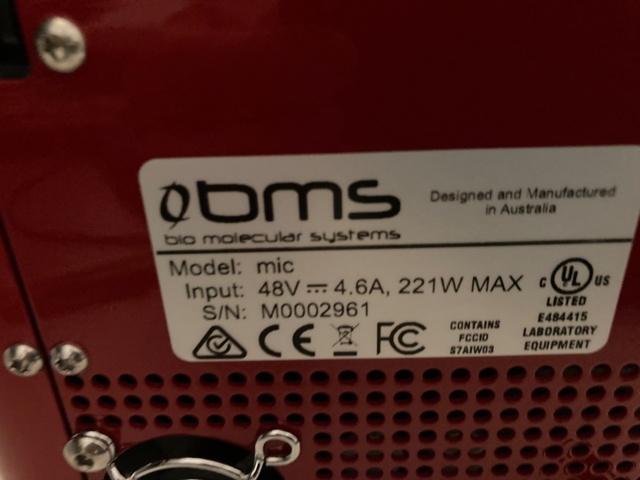 bms
bio molecular systems
Designed and Manufactured
in Australia
Model: mic
Input: 48V ⎓ 4.6A, 221W MAX
S/N: M0002961
C UL US
LISTED
E484415
LABORATORY
EQUIPMENT
CE
FC
CONTAINS
FCCID
S7AIW03